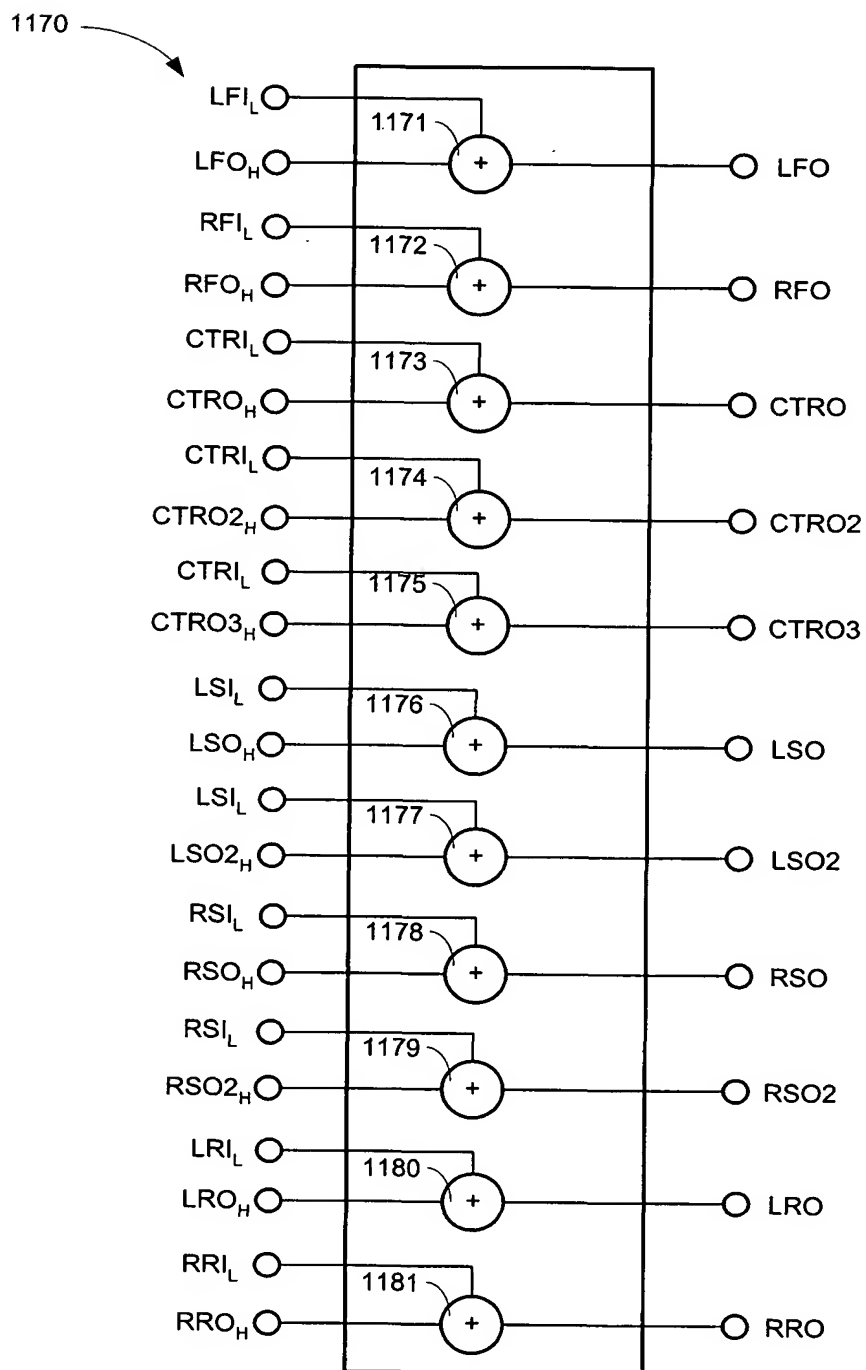 1170
LFI_L
1171
LFO_H + LFO
RFI_L
1172
RFO_H + RFO
CTRI_L
1173
CTRO_H + CTRO
CTRI_L
1174
CTRO2_H + CTRO2
CTRI_L
1175
CTRO3_H + CTRO3
LSI_L
1176
LSO_H + LSO
LSI_L
1177
LSO2_H + LSO2
RSI_L
1178
RSO_H + RSO
RSI_L
1179
RSO2_H + RSO2
LRI_L
1180
LRO_H + LRO
RRI_L
1181
RRO_H + RRO